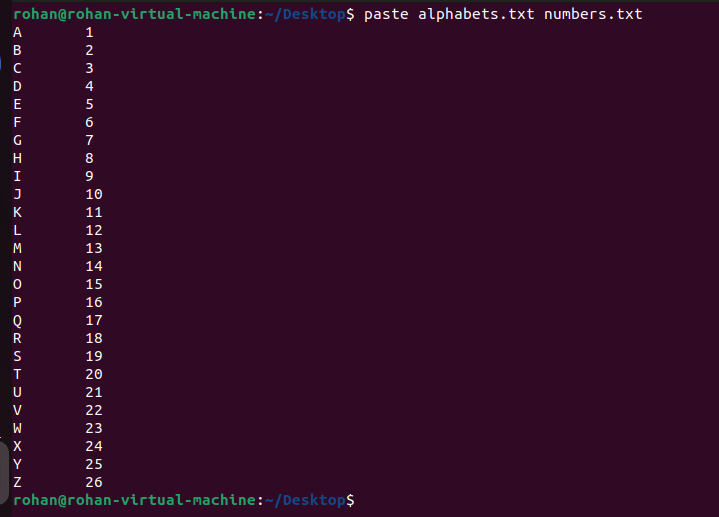 rohan@rohan-virtual-machine:~/Desktop$ paste alphabets.txt numbers.txt
A	1
B	2
C	3
D	4
E	5
F	6
G	7
H	8
I	9
J	10
K	11
L	12
M	13
N	14
O	15
P	16
Q	17
R	18
S	19
T	20
U	21
V	22
W	23
X	24
Y	25
Z	26
rohan@rohan-virtual-machine:~/Desktop$